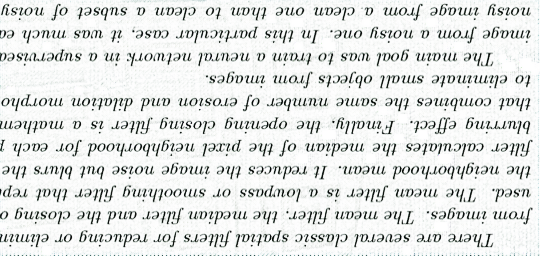 There are several classic spatial filters for reducing or elimin
from images. The mean filter, the median filter and the closing o
used. The mean filter is a lowpass or smoothing filter that rep
the neighborhood mean. It reduces the image noise but blurs the
filter calculates the median of the pixel neighborhood for each p
blurring effect. Finally, the opening closing filter is a mathem
that combines the same number of erosion and dilation morpho
to eliminate small objects from images.
The main goal was to train a neural network in a supervised
image from a noisy one. In this particular case, it was much ea
noisy image from a clean one than to clean a subset of noisy